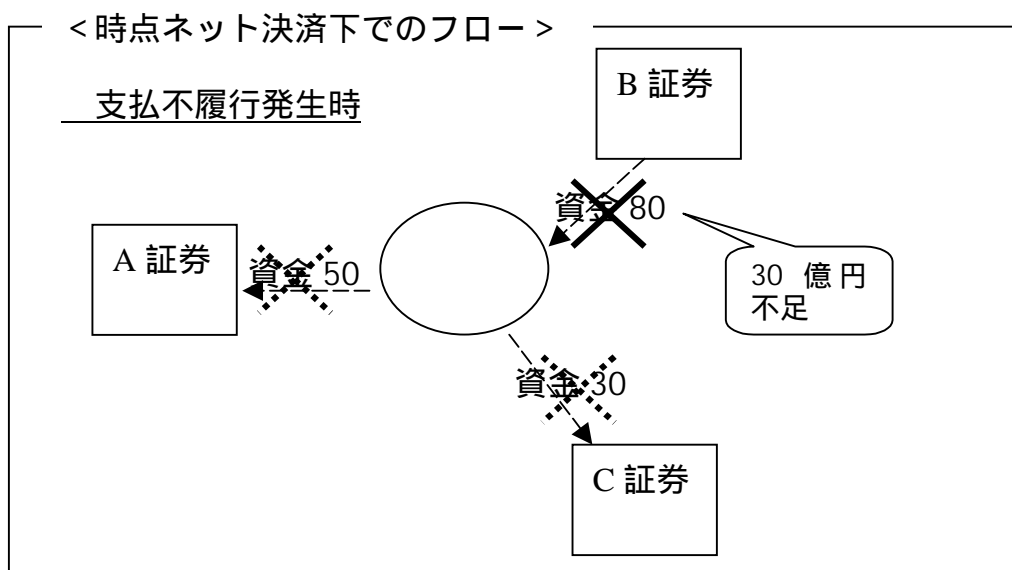 <時点ネット決済下でのフロー>
支払不履行発生時
B 証券
資金 80
A 証券
資金 50
30 億円
不足
資金 30
C 証券